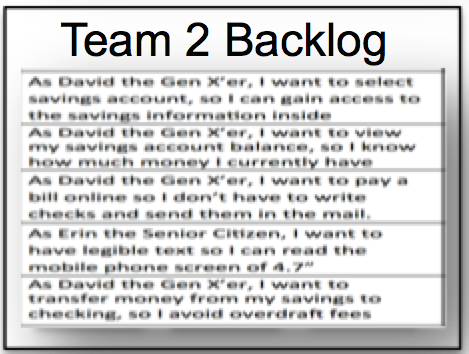 Team 2 Backlog
As David the Gen X'er, I want to select
savings account, so I can gain access to
the savings information inside
As David the Gen X'er, I want to view
my savings account balance, so I know
how much money I currently have
As David the Gen X'er, I want to pay a
bill online so I don't have to write
checks and send them in the mail.
As Erin the Senior Citizen, I want to
have legible text so I can read the
mobile phone screen of 4.7”
As David the Gen X'er, I want to
transfer money from my savings to
checking, so I avoid overdraft fees